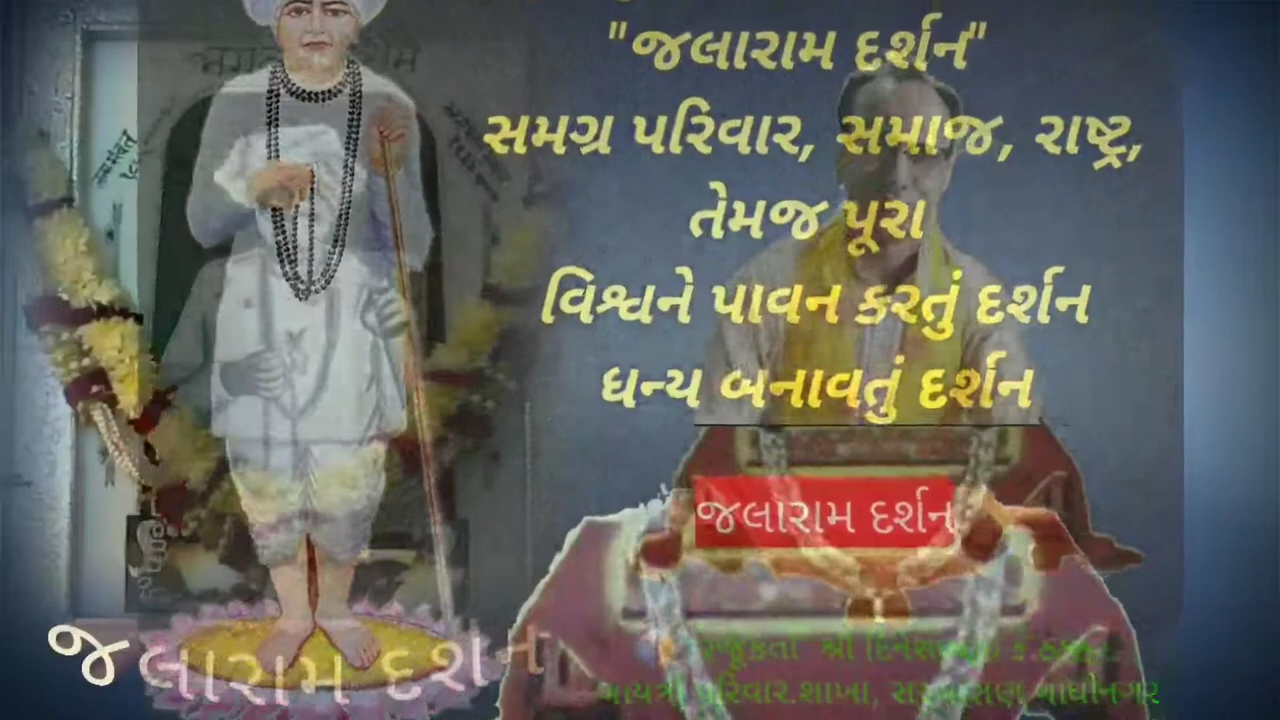 "જલારામ દર્શન"
સમગ્ર પરિવાર, સમાજ, રાષ્ટ્ર,
તેમજ પૂરા
વિશ્વને પાવન કરતું દર્શન
ધન્ય બનાવતું દર્શન
જલારામ દર્શન
જલારામ દર્શન
શ્રી
પરિવાર.શાખા,